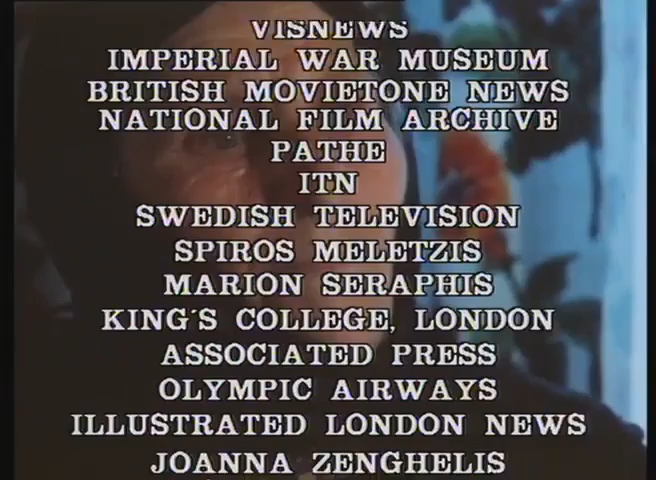 VISNEWS
IMPERIAL WAR MUSEUM
BRITISH MOVIETONE NEWS
NATIONAL FILM ARCHIVE
PATHE
ITN
SWEDISH TELEVISION
SPIROS MELETZIS
MARION SERAPHIS
KING'S COLLEGE, LONDON
ASSOCIATED PRESS
OLYMPIC AIRWAYS
ILLUSTRATED LONDON NEWS
JOANNA ZENGHELIS